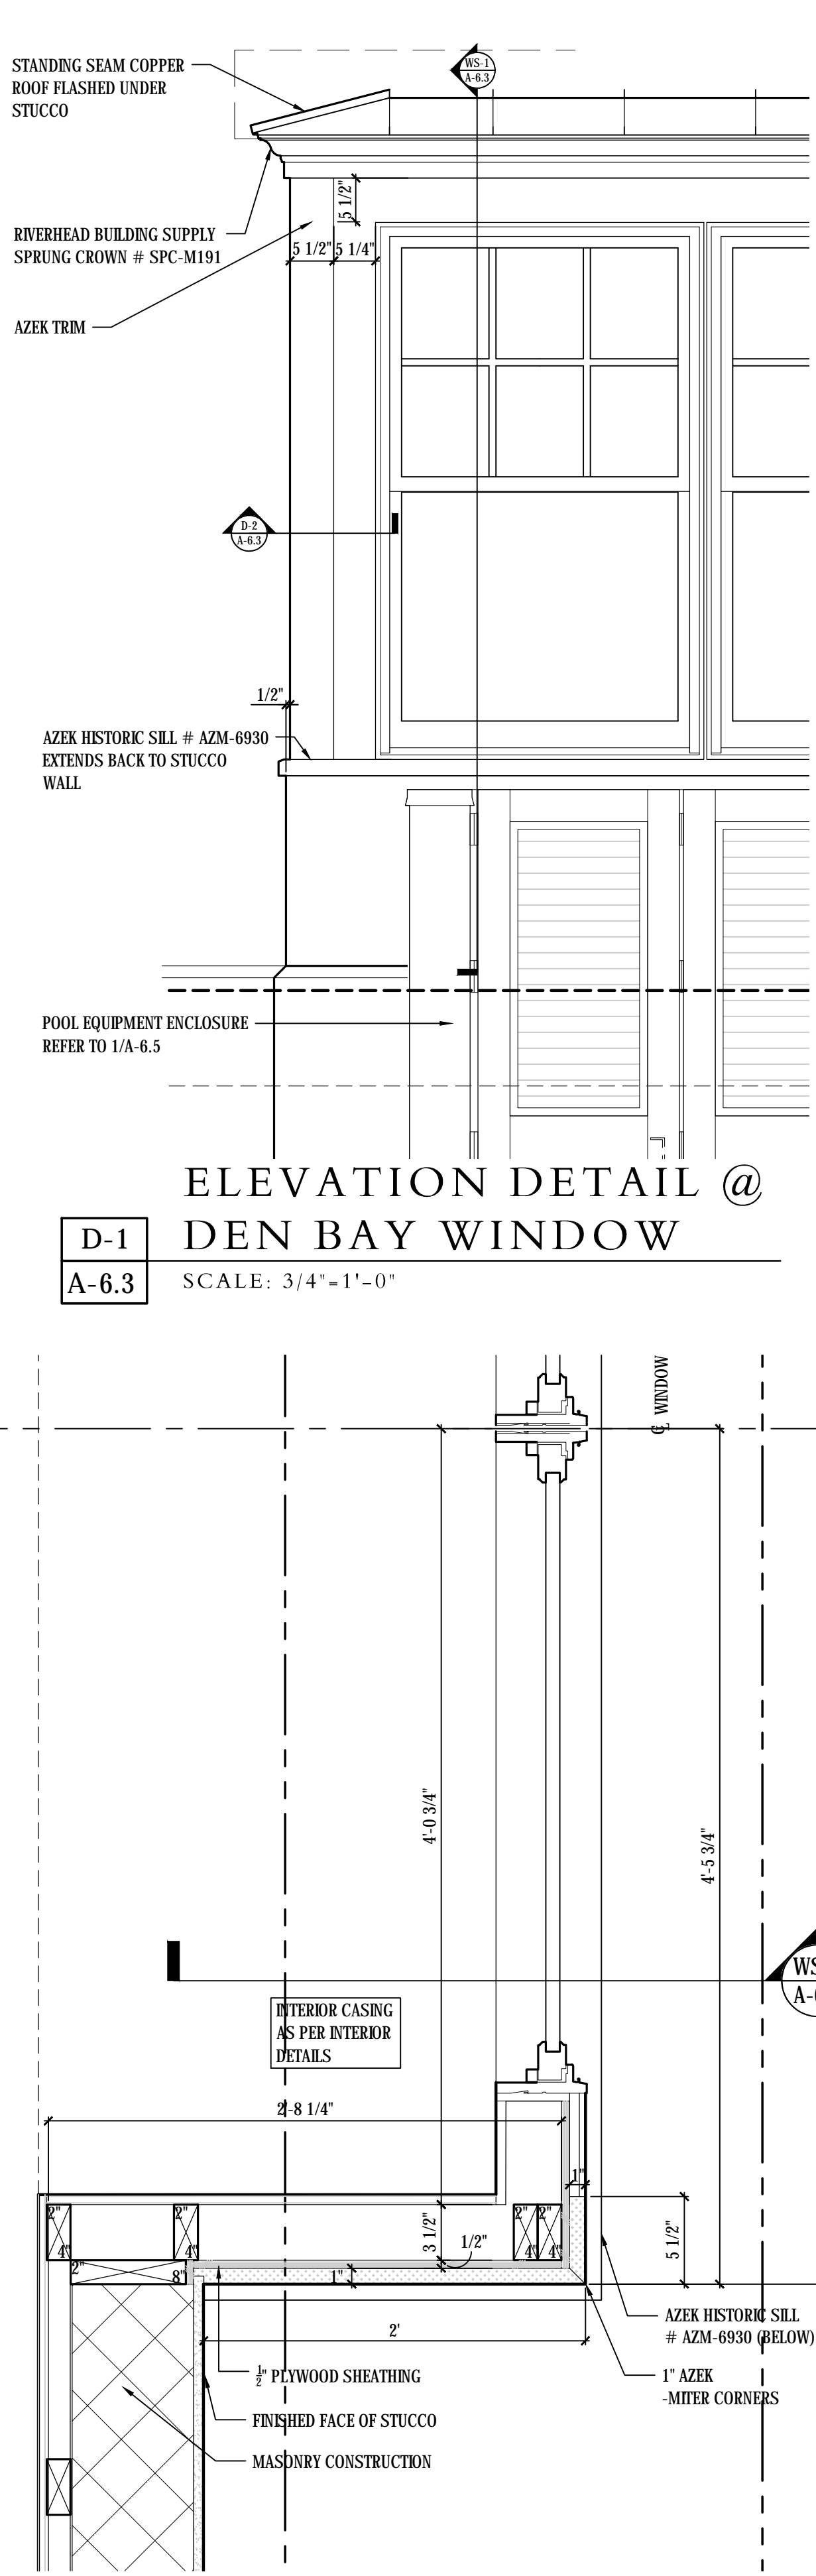 STANDING SEAM COPPER
ROOF FLASHED UNDER
STUCCO
WS-1
A-6.3
RIVERHEAD BUILDING SUPPLY
SPRUNG CROWN # SPC-M191
5 1/2"
5 1/2"
5 1/4"
AZEK TRIM
D-2
A-6.3
1/2"
AZEK HISTORIC SILL # AZM-6930
EXTENDS BACK TO STUCCO
WALL
POOL EQUIPMENT ENCLOSURE
REFER TO 1/A-6.5
ELEVATION DETAIL @
DEN BAY WINDOW
D-1
A-6.3
SCALE: 3/4"=1'-0"
℄ WINDOW
4'-0 3/4"
4'-5 3/4"
WS
A-
INTERIOR CASING
AS PER INTERIOR
DETAILS
2'-8 1/4"
1"
2"
4"
2"
4"
2"
4"
2"
4"
2"
8"
3 1/2"
1/2"
1"
5 1/2"
2'
AZEK HISTORIC SILL
# AZM-6930 (BELOW)
1" AZEK
-MITER CORNERS
1/2" PLYWOOD SHEATHING
FINISHED FACE OF STUCCO
MASONRY CONSTRUCTION